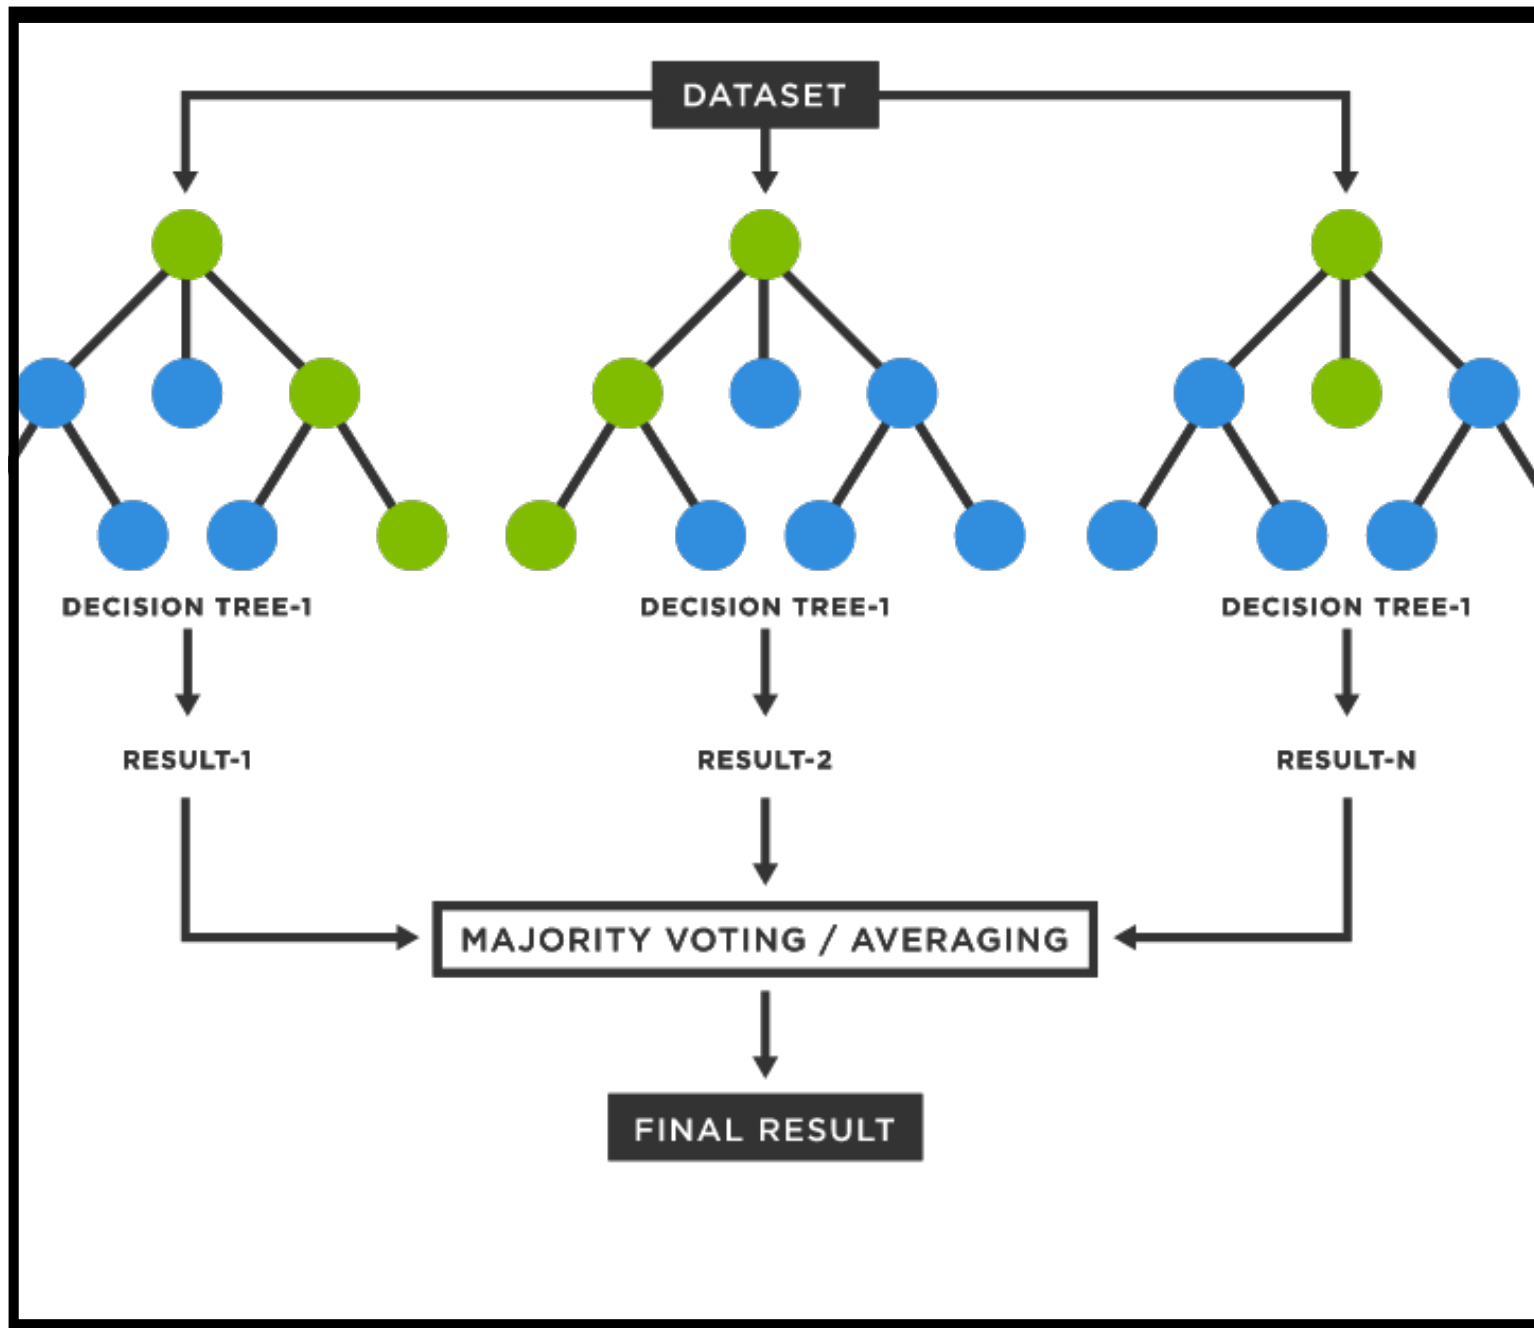 DATASET
DECISION TREE-1
DECISION TREE-1
DECISION TREE-1
RESULT-1
RESULT-2
RESULT-N
MAJORITY VOTING / AVERAGING
FINAL RESULT